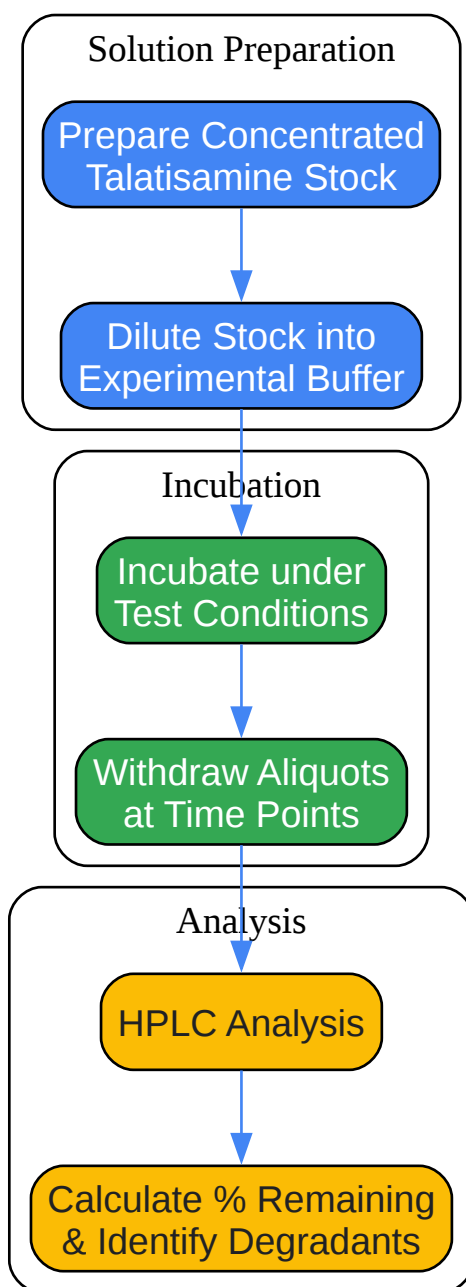 Solution Preparation
Prepare Concentrated
Talatisamine Stock
Dilute Stock into
Experimental Buffer
Incubation
Incubate under
Test Conditions
Withdraw Aliquots
at Time Points
Analysis
HPLC Analysis
Calculate % Remaining
& Identify Degradants